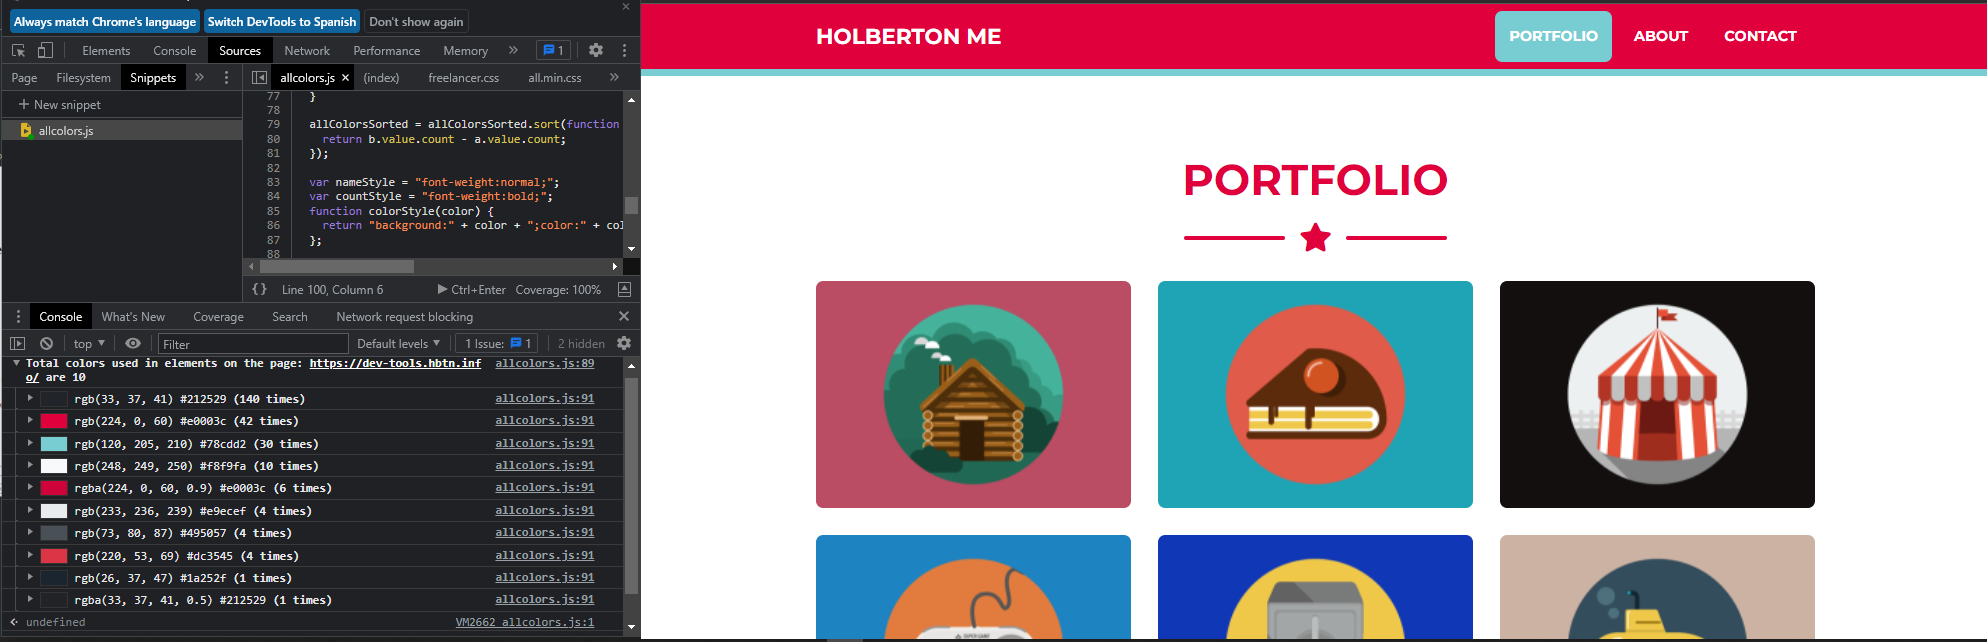 Always match Chrome's language Switch DevTools to Spanish Don't show again
Elements Console Sources Network Performance Memory » 1
Page Filesystem Snippets » allcolors.js × (index) freelancer.css all.min.css »
+ New snippet
allcolors.js
77 }
78
79 allColorsSorted = allColorsSorted.sort(function
80 return b.value.count - a.value.count;
81 });
82
83 var nameStyle = "font-weight:normal;";
84 var countStyle = "font-weight:bold;";
85 function colorStyle(color) {
86 return "background:" + color + ";color:" + col
87 };
88
{} Line 100, Column 6 Ctrl+Enter Coverage: 100%
Console What's New Coverage Search Network request blocking
top Filter Default levels 1 Issue: 1 2 hidden
Total colors used in elements on the page: https://dev-tools.hbtn.inf allcolors.js:89
o/ are 10
rgb(33, 37, 41) #212529 (140 times) allcolors.js:91
rgb(224, 0, 60) #e0003c (42 times) allcolors.js:91
rgb(120, 205, 210) #78cdd2 (30 times) allcolors.js:91
rgb(248, 249, 250) #f8f9fa (10 times) allcolors.js:91
rgba(224, 0, 60, 0.9) #e0003c (6 times) allcolors.js:91
rgb(233, 236, 239) #e9ecef (4 times) allcolors.js:91
rgb(73, 80, 87) #495057 (4 times) allcolors.js:91
rgb(220, 53, 69) #dc3545 (4 times) allcolors.js:91
rgb(26, 37, 47) #1a252f (1 times) allcolors.js:91
rgba(33, 37, 41, 0.5) #212529 (1 times) allcolors.js:91
undefined VM2662 allcolors.js:1
HOLBERTON ME PORTFOLIO ABOUT CONTACT
PORTFOLIO